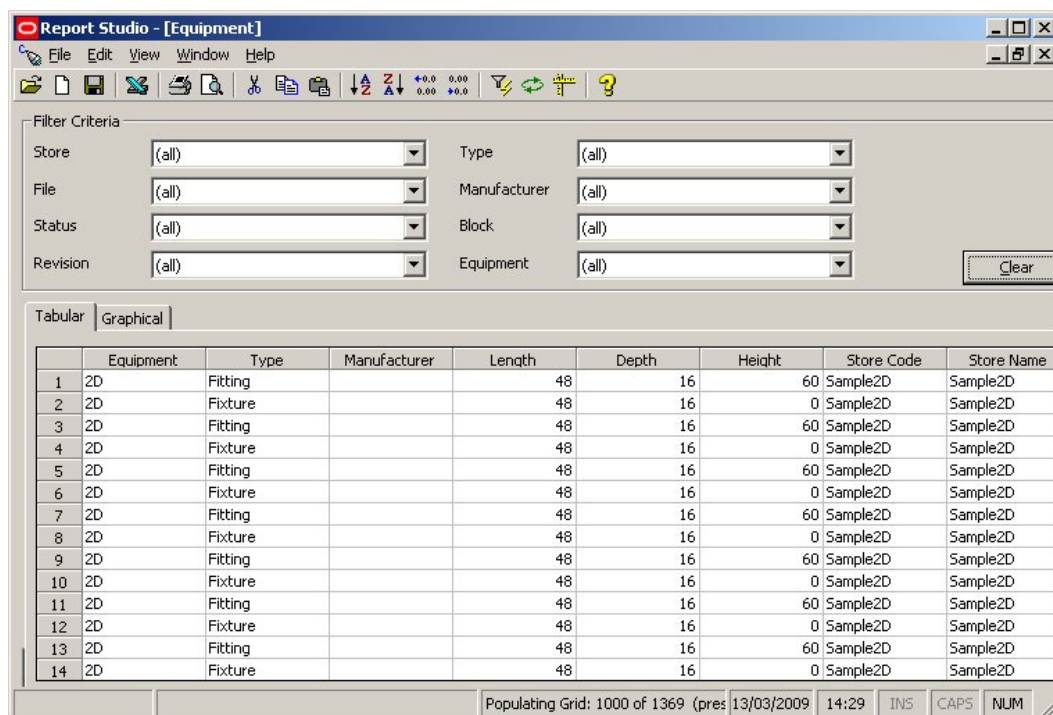 Report Studio - [Equipment]
File Edit View Window Help
Filter Criteria
Store (all) Type (all)
File (all) Manufacturer (all)
Status (all) Block (all)
Revision (all) Equipment (all) Clear
Tabular Graphical
Equipment Type Manufacturer Length Depth Height Store Code Store Name
1 2D Fitting 48 16 60 Sample2D Sample2D
2 2D Fixture 48 16 0 Sample2D Sample2D
3 2D Fitting 48 16 60 Sample2D Sample2D
4 2D Fixture 48 16 0 Sample2D Sample2D
5 2D Fitting 48 16 60 Sample2D Sample2D
6 2D Fixture 48 16 0 Sample2D Sample2D
7 2D Fitting 48 16 60 Sample2D Sample2D
8 2D Fixture 48 16 0 Sample2D Sample2D
9 2D Fitting 48 16 60 Sample2D Sample2D
10 2D Fixture 48 16 0 Sample2D Sample2D
11 2D Fitting 48 16 60 Sample2D Sample2D
12 2D Fixture 48 16 0 Sample2D Sample2D
13 2D Fitting 48 16 60 Sample2D Sample2D
14 2D Fixture 48 16 0 Sample2D Sample2D
Populating Grid: 1000 of 1369 (pres 13/03/2009 14:29 INS CAPS NUM